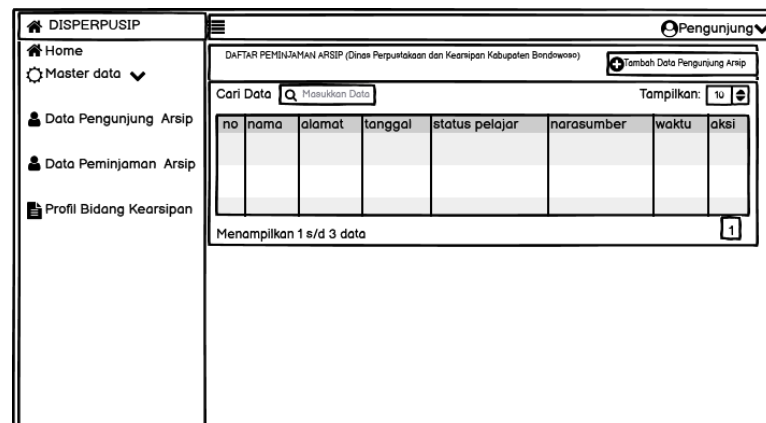 DISPERPUSIP
Pengunjung
Home
Master data
Data Pengunjung Arsip
Data Peminjaman Arsip
Profil Bidang Kearsipan
DAFTAR PEMINJAMAN ARSIP (Dinas Perpustakaan dan Kearsipan Kabupaten Bondowoso)
Tambah Data Pengunjung Arsip
Cari Data Masukkan Data Tampilkan: 10
no nama alamat tanggal status pelajar narasumber waktu aksi
Menampilkan 1 s/d 3 data 1